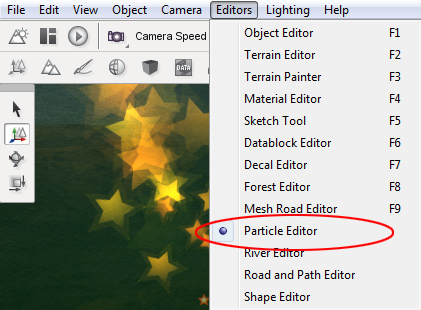 File Edit View Object Camera Editors Lighting Help
Camera Speed
DATA
Object Editor F1
Terrain Editor F2
Terrain Painter F3
Material Editor F4
Sketch Tool F5
Datablock Editor F6
Decal Editor F7
Forest Editor F8
Mesh Road Editor F9
Particle Editor
River Editor
Road and Path Editor
Shape Editor